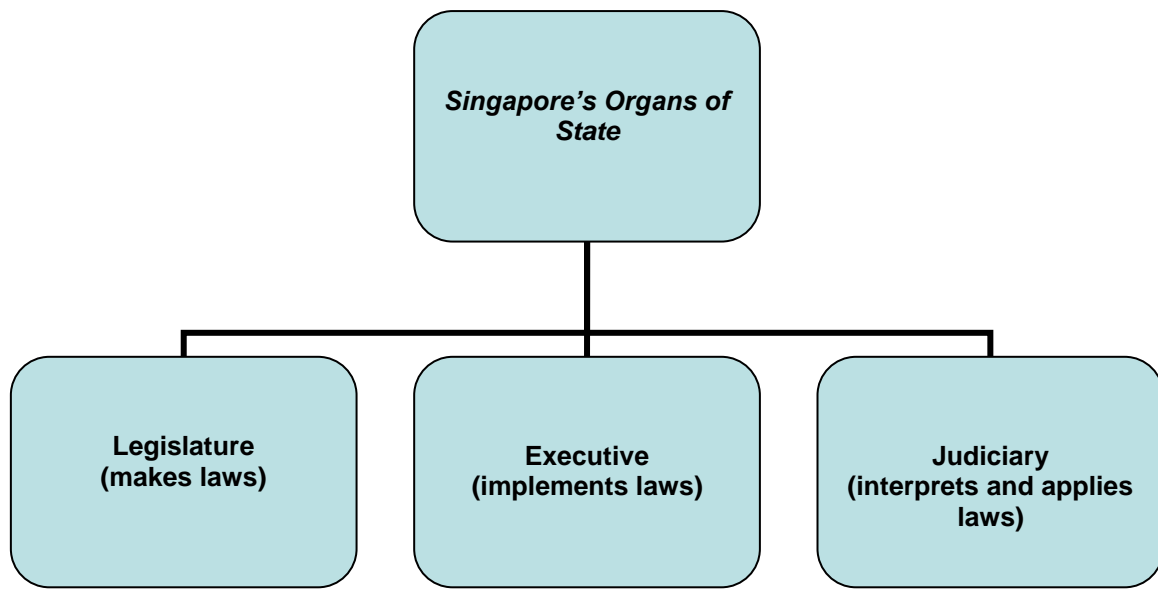 Singapore’s Organs of
State
Legislature
(makes laws)
Executive
(implements laws)
Judiciary
(interprets and applies
laws)